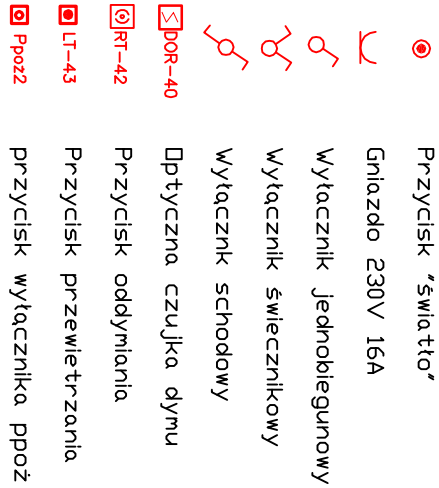 Przycisk "światło"
Gniazdo 230V 16A
Wyłacznik jednobiegunowy
Wyłącznik świecznikowy
Wyłącznk schodowy
DOR-40 Optyczna czujka dymu
RT-42 Przycisk oddymiania
LT-43 Przycisk przewietrzania
Ppoż2 przycisk wyłącznika ppoż